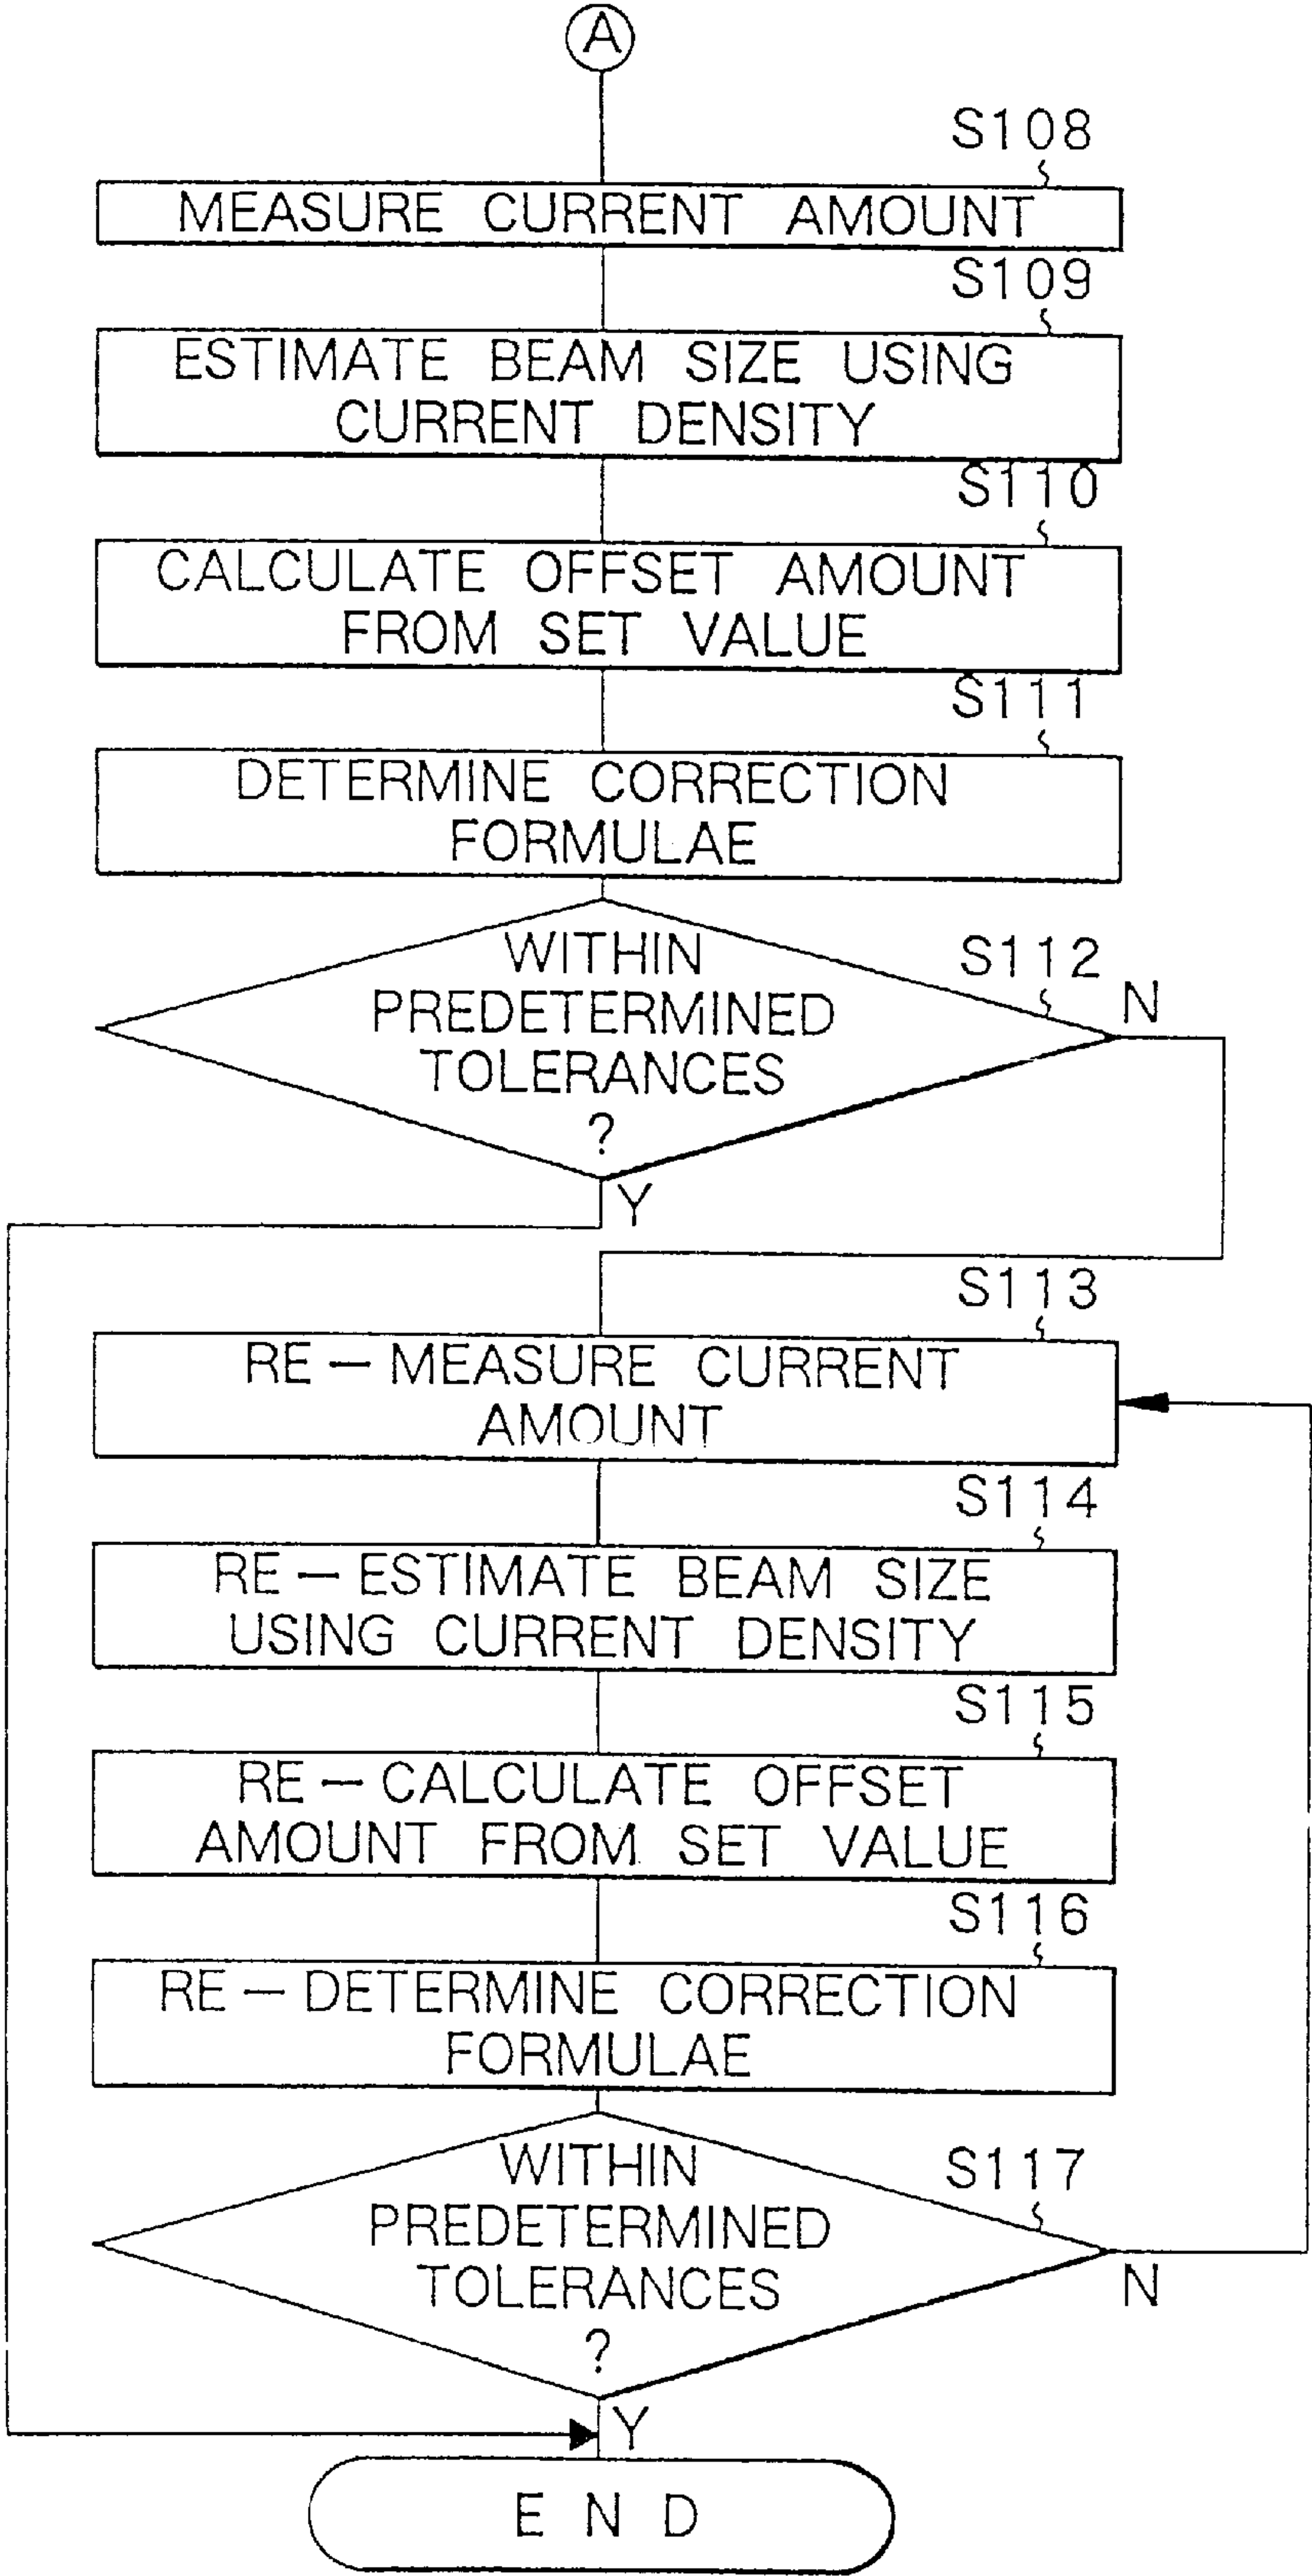 A
S108
MEASURE CURRENT AMOUNT
S109
ESTIMATE BEAM SIZE USING
CURRENT DENSITY
S110
CALCULATE OFFSET AMOUNT
FROM SET VALUE
S111
DETERMINE CORRECTION
FORMULAE
S112
WITHIN
PREDETERMINED
TOLERANCES
?
N
Y
S113
RE-MEASURE CURRENT
AMOUNT
S114
RE-ESTIMATE BEAM SIZE
USING CURRENT DENSITY
S115
RE-CALCULATE OFFSET
AMOUNT FROM SET VALUE
S116
RE-DETERMINE CORRECTION
FORMULAE
S117
WITHIN
PREDETERMINED
TOLERANCES
?
N
Y
END